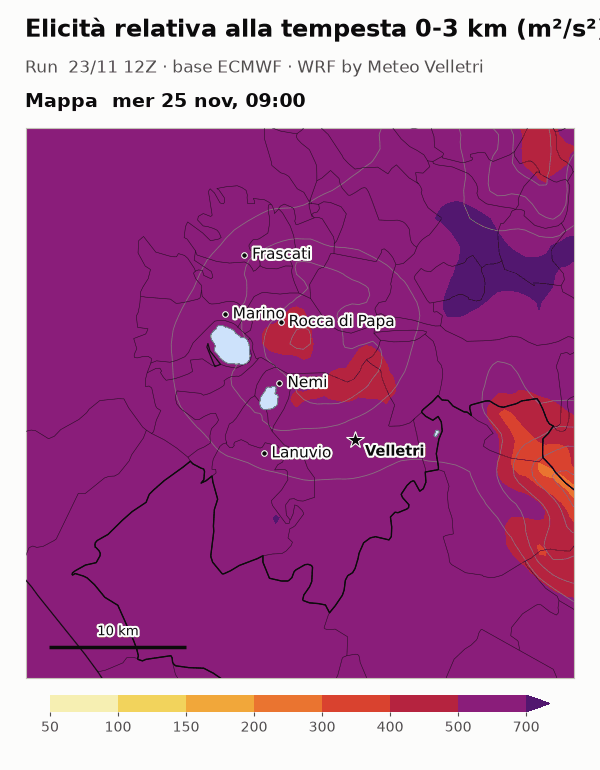 Elicità relativa alla tempesta 0-3 km (m²/s²)
Run 23/11 12Z · base ECMWF · WRF by Meteo Velletri
Mappa mer 25 nov, 09:00
Frascati
Marino
Rocca di Papa
Nemi
Velletri
Lanuvio
10 km
50 100 150 200 300 400 500 700